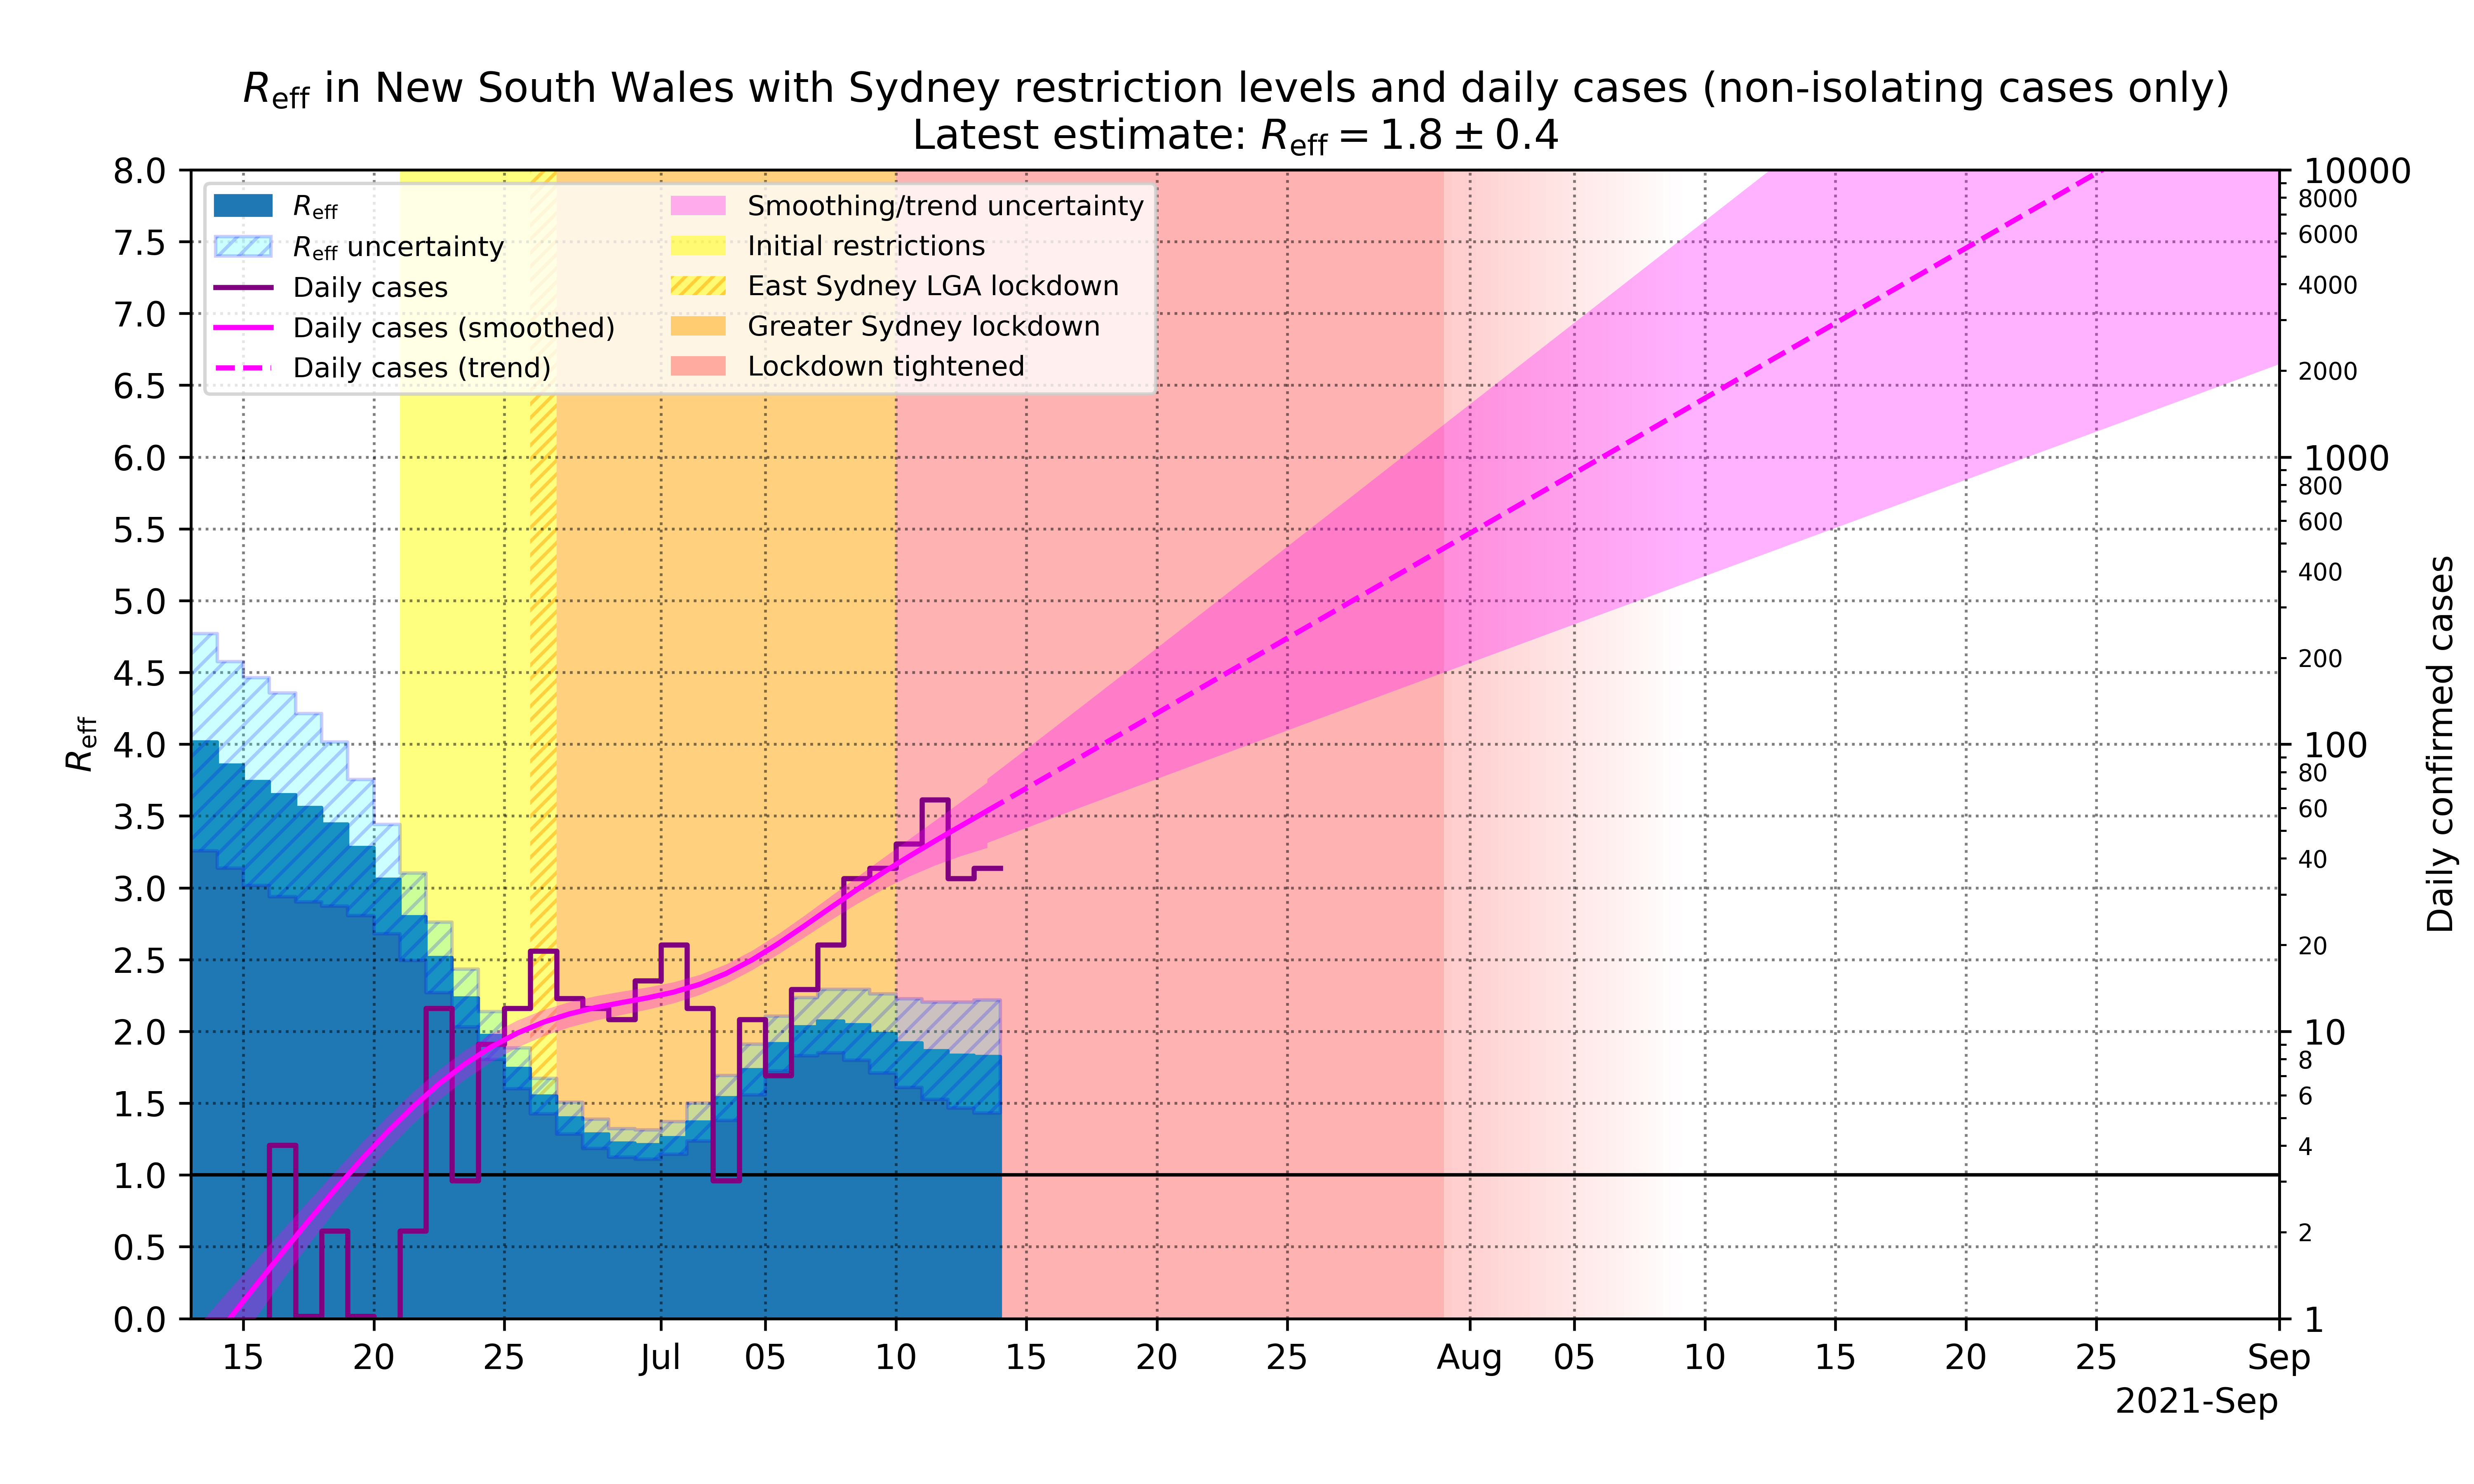 Reff in New South Wales with Sydney restriction levels and daily cases (non-isolating cases only)
Latest estimate: Reff = 1.8 ± 0.4
Reff
Reff uncertainty
Daily cases
Daily cases (smoothed)
Daily cases (trend)
Smoothing/trend uncertainty
Initial restrictions
East Sydney LGA lockdown
Greater Sydney lockdown
Lockdown tightened
Reff
8.0
7.5
7.0
6.5
6.0
5.5
5.0
4.5
4.0
3.5
3.0
2.5
2.0
1.5
1.0
0.5
0.0
10000
8000
6000
4000
2000
1000
800
600
400
200
100
80
60
40
20
10
8
6
4
2
1
Daily confirmed cases
15 20 25 Jul 05 10 15 20 25 Aug 05 10 15 20 25 Sep
2021-Sep